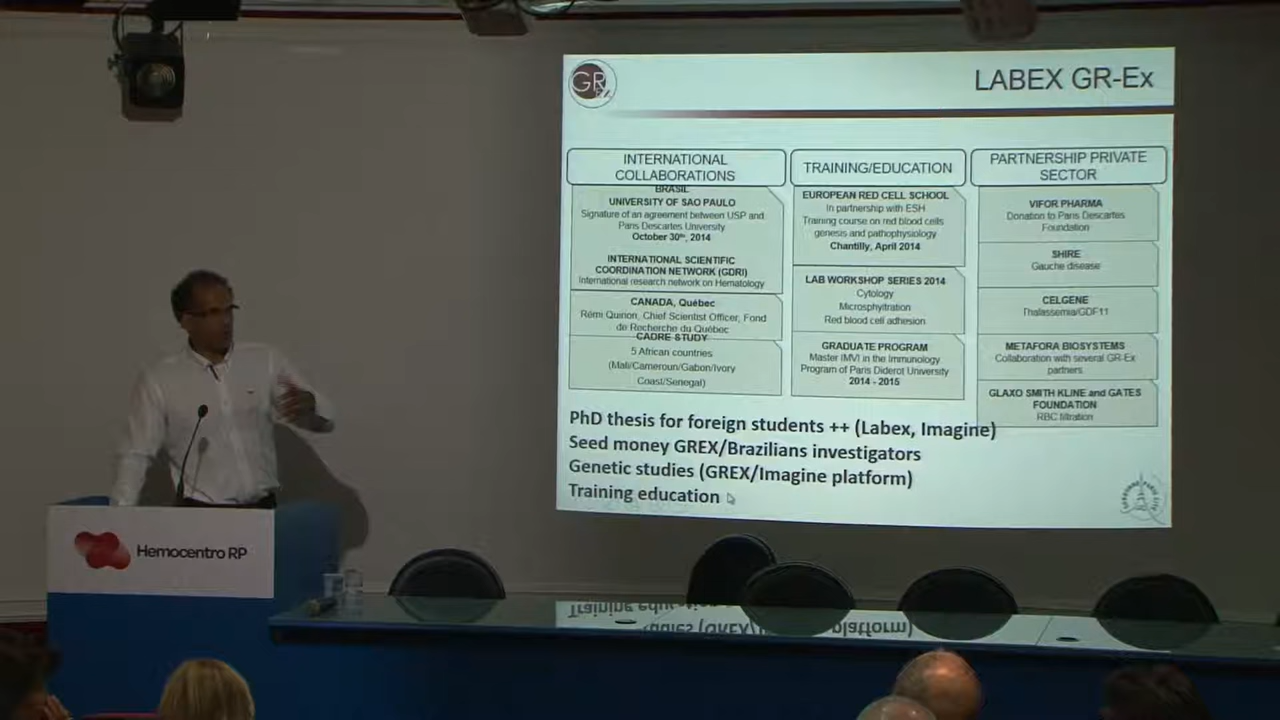 GR
Ex
LABEX GR-Ex
INTERNATIONAL
COLLABORATIONS
BRASIL
UNIVERSITY OF SAO PAULO
Signature of an agreement between USP and
Paris Descartes University
October 30th, 2014
INTERNATIONAL SCIENTIFIC
COORDINATION NETWORK (GDRI)
International research network on Hematology
CANADA, Québec
Rémi Quirion, Chief Scientist Officer, Fond
de Recherche du Québec
CADRE STUDY
5 African countries
(Mali/Cameroun/Gabon/Ivory
Coast/Senegal)
TRAINING/EDUCATION
EUROPEAN RED CELL SCHOOL
In partnership with ESH
Training course on red blood cells
genesis and pathophysiology
Chantilly, April 2014
LAB WORKSHOP SERIES 2014
Cytology
Microsphyltration
Red blood cell adhesion
GRADUATE PROGRAM
Master IMVI in the Immunology
Program of Paris Diderot University
2014 - 2015
PARTNERSHIP PRIVATE
SECTOR
VIFOR PHARMA
Donation to Paris Descartes
Foundation
SHIRE
Gauche disease
CELGENE
Thalassemia/GDF11
METAFORA BIOSYSTEMS
Collaboration with several GR-Ex
partners
GLAXO SMITH KLINE and GATES
FOUNDATION
RBC filtration
PhD thesis for foreign students ++ (Labex, Imagine)
Seed money GREX/Brazilians investigators
Genetic studies (GREX/Imagine platform)
Training education
Hemocentro RP